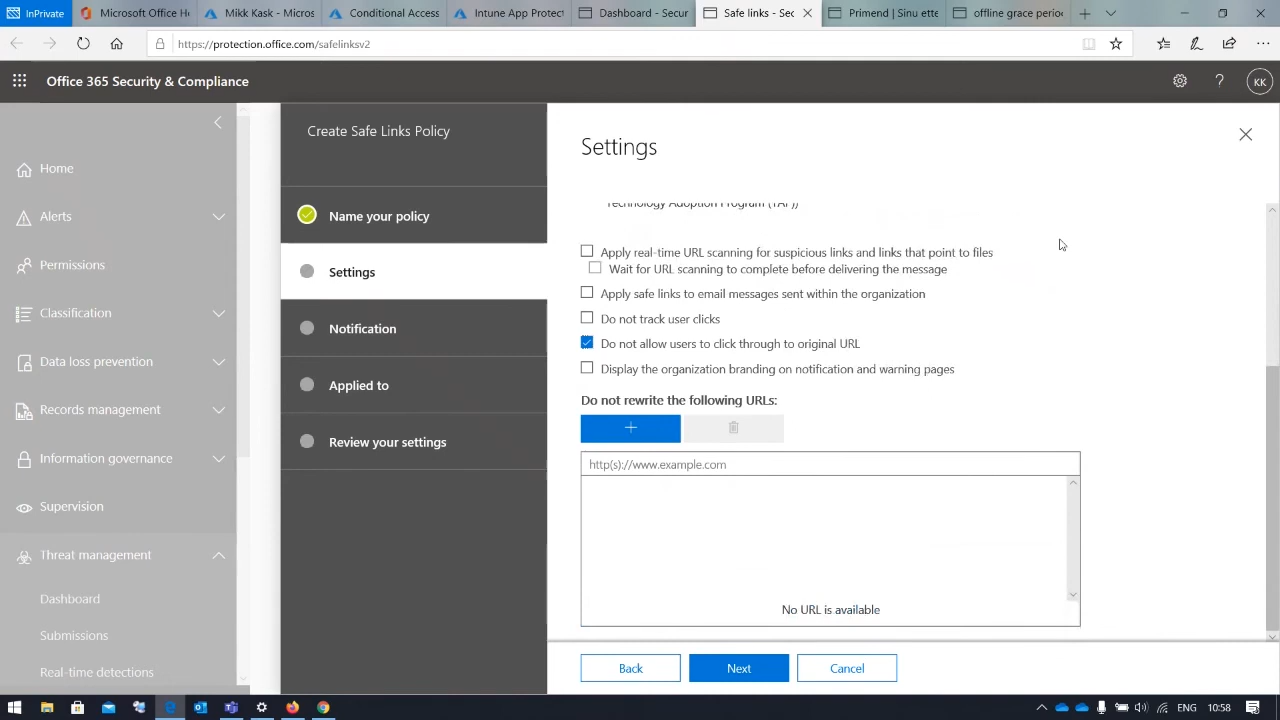 InPrivate
Microsoft Office H
Mikk Kask - Micros
Conditional Access
Intune App Protect
Dashboard - Secur
Safe links - Sec
Primend | Sinu ette
offline grace perio
https://protection.office.com/safelinksv2
Office 365 Security & Compliance
KK
Home
Alerts
Permissions
Classification
Data loss prevention
Records management
Information governance
Supervision
Threat management
Dashboard
Submissions
Real-time detections
Create Safe Links Policy
Name your policy
Settings
Notification
Applied to
Review your settings
Settings
Technology Adoption Program (TAP))
Apply real-time URL scanning for suspicious links and links that point to files
Wait for URL scanning to complete before delivering the message
Apply safe links to email messages sent within the organization
Do not track user clicks
Do not allow users to click through to original URL
Display the organization branding on notification and warning pages
Do not rewrite the following URLs:
http(s)://www.example.com
No URL is available
Back
Next
Cancel
ENG
10:58